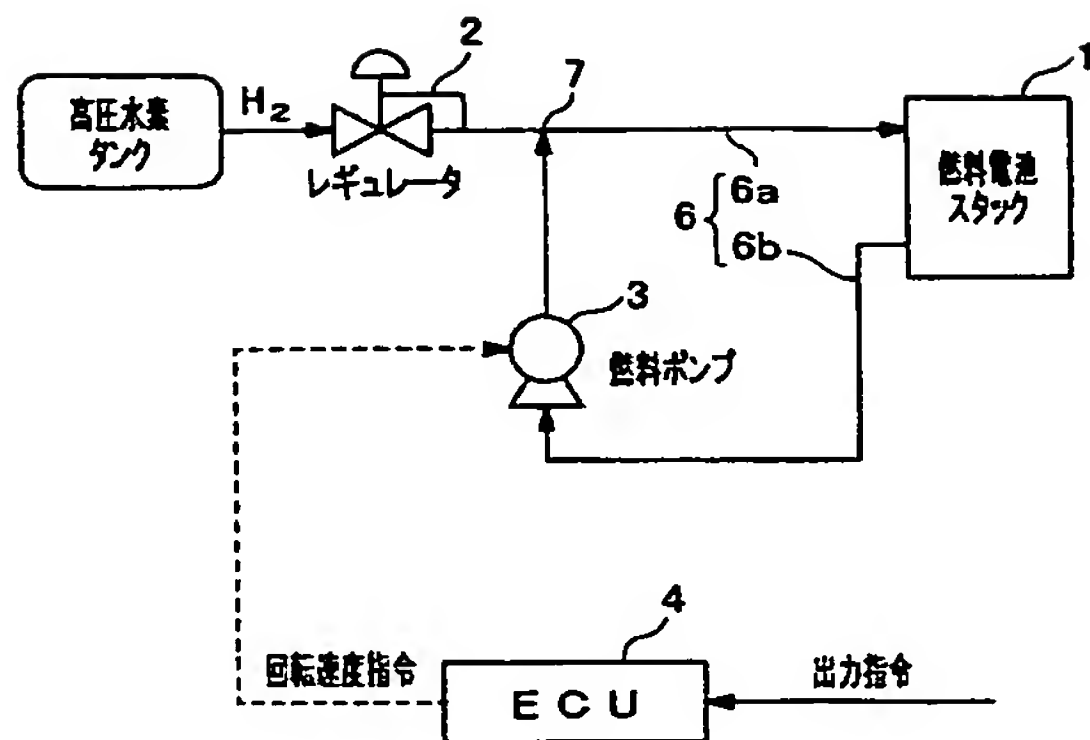 2
7
1
高圧水素
タンク
H₂
レギュレータ
燃料電池
スタック
6 { 6a
6b
3
燃料ポンプ
4
回転速度指令
ECU
出力指令